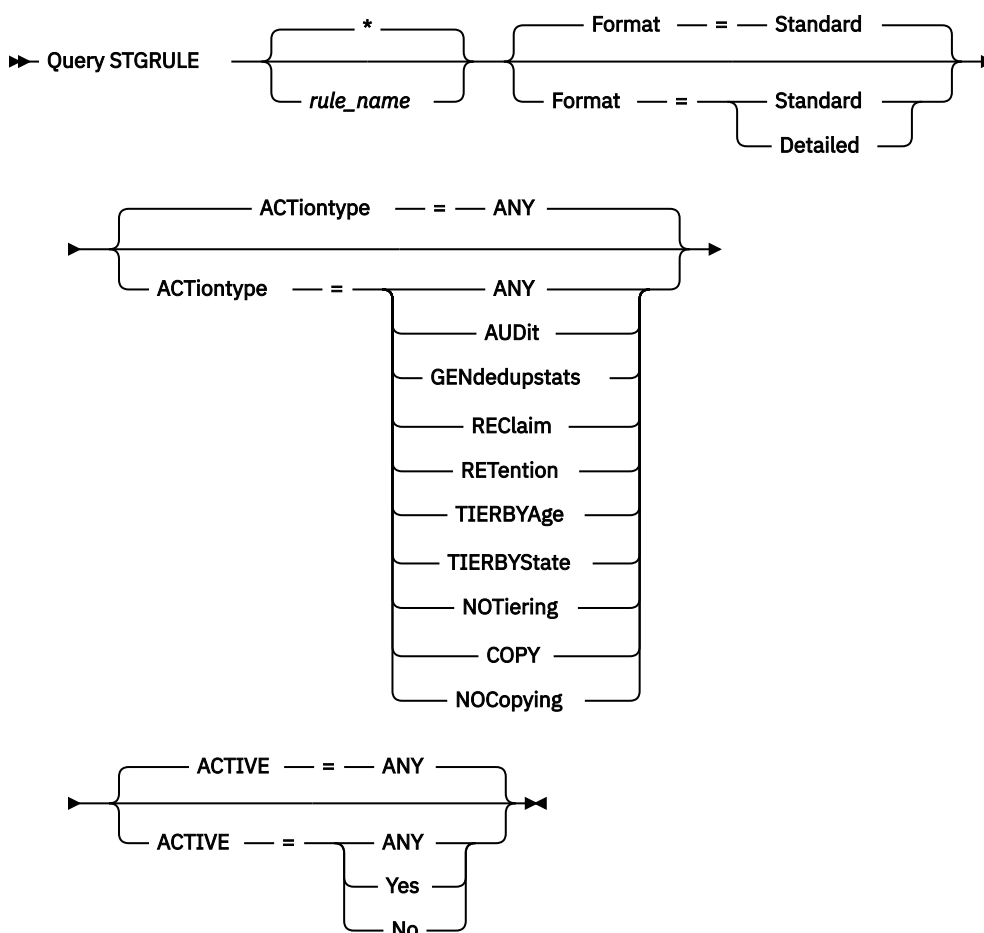 *
Format = Standard
Query STGRULE
rule_name
Format = Standard
Detailed
ACTiontype = ANY
ACTiontype = ANY
AUDit
GENdedupstats
REClaim
RETention
TIERBYAge
TIERBYState
NOTiering
COPY
NOCopying
ACTIVE = ANY
ACTIVE = ANY
Yes
No